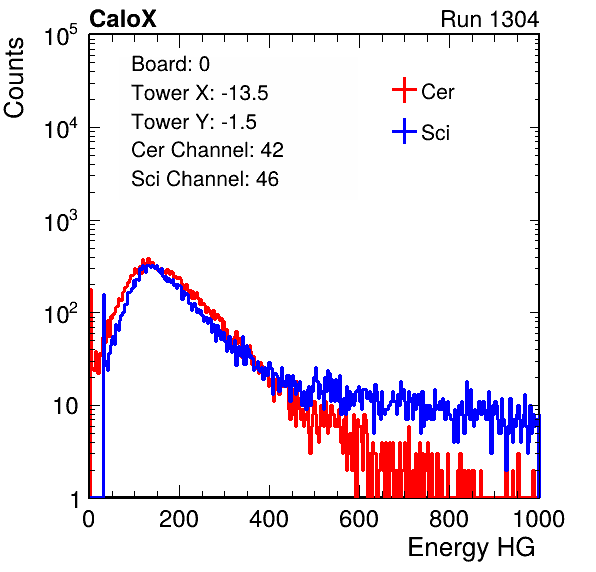 CaloX Run 1304
Counts
Board: 0
Tower X: -13.5
Tower Y: -1.5
Cer Channel: 42
Sci Channel: 46
Cer
Sci
10^5
10^4
10^3
10^2
10
1
0 200 400 600 800 1000
Energy HG